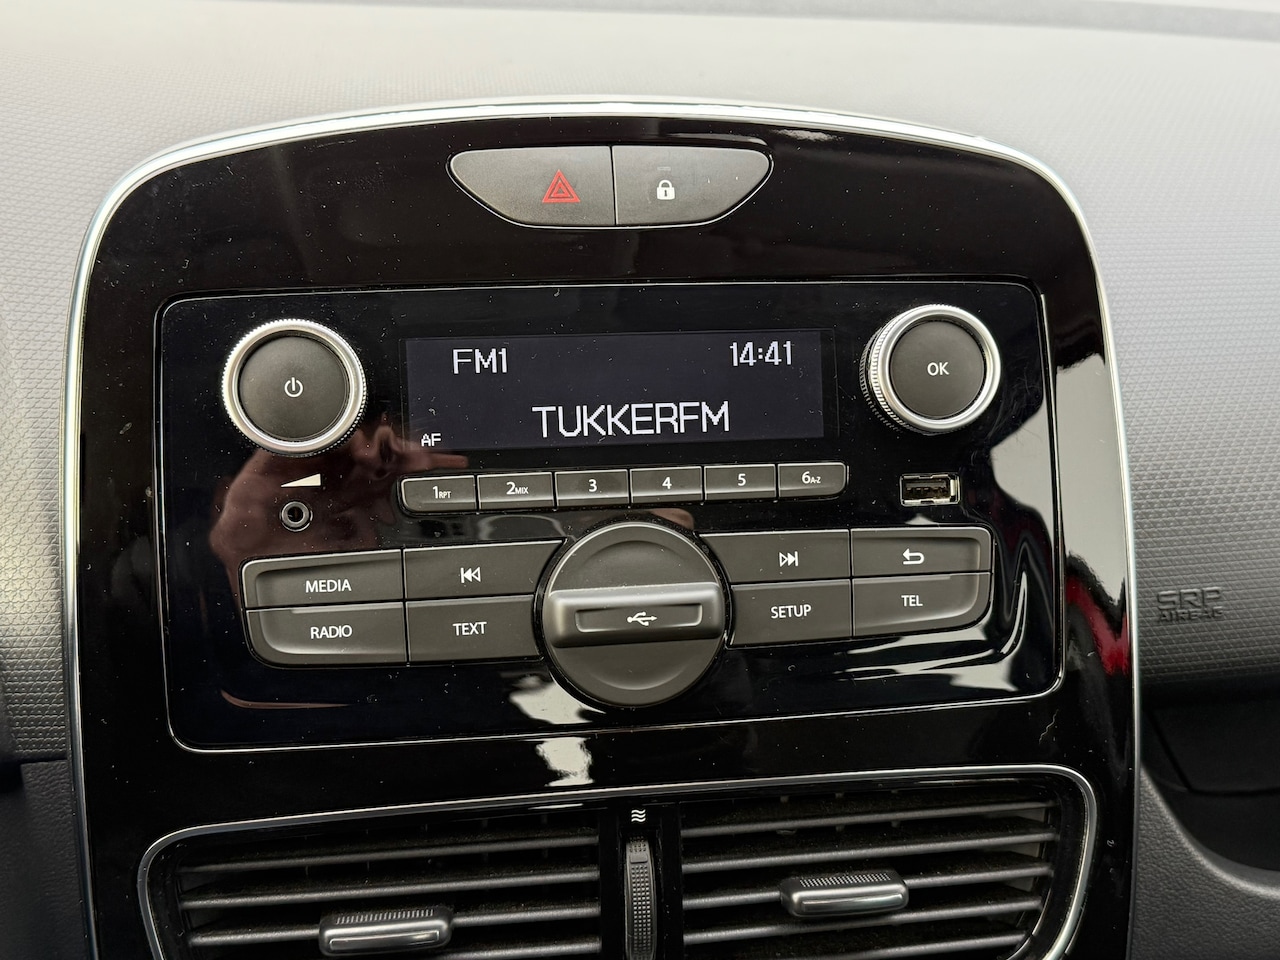 FM1 14:41
TUKKERFM
AF
OK
1RPT 2MIX 3 4 5 6A-Z
MEDIA
RADIO TEXT SETUP TEL
SRP
AIRBAG